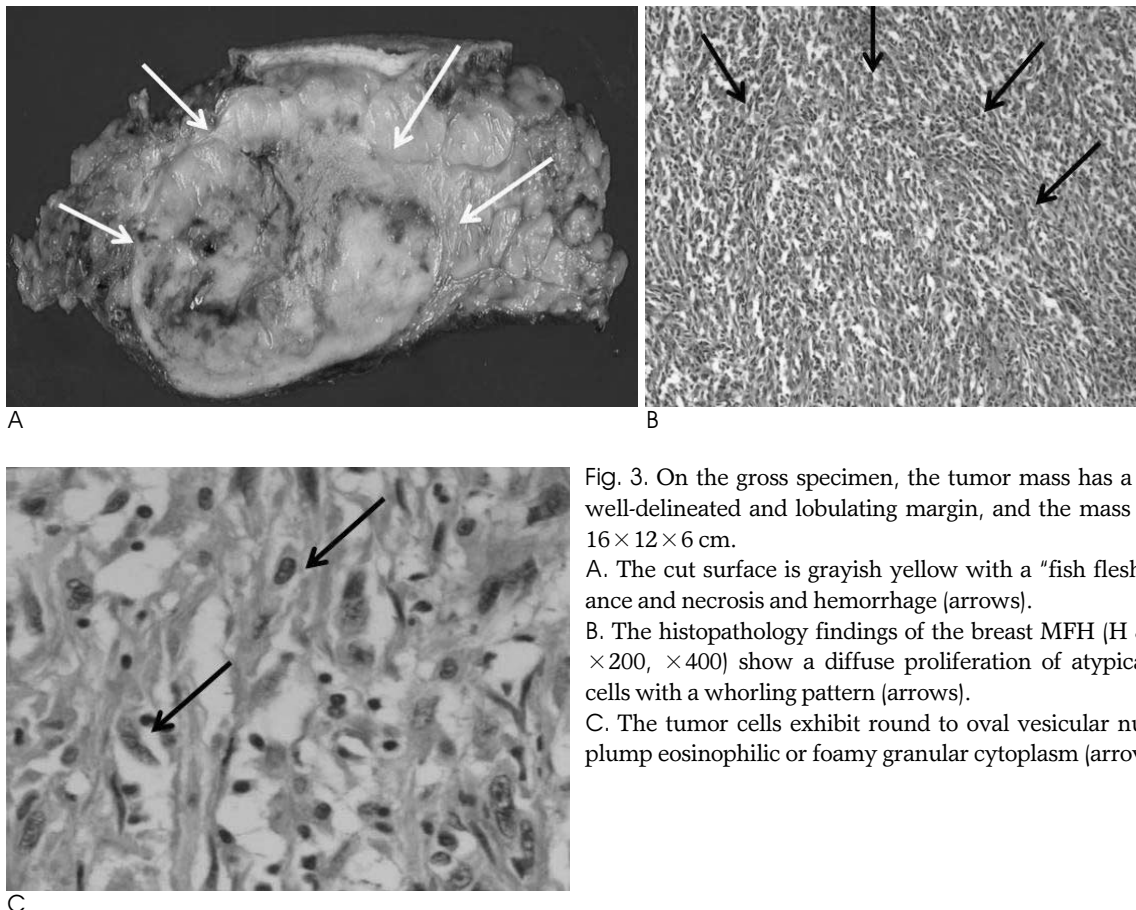 A
B
Fig. 3. On the gross specimen, the tumor mass has a
well-delineated and lobulating margin, and the mass
16×12×6 cm.
A. The cut surface is grayish yellow with a "fish flesh
ance and necrosis and hemorrhage (arrows).
B. The histopathology findings of the breast MFH (H
×200, ×400) show a diffuse proliferation of atypica
cells with a whorling pattern (arrows).
C. The tumor cells exhibit round to oval vesicular nu
plump eosinophilic or foamy granular cytoplasm (arrow
C